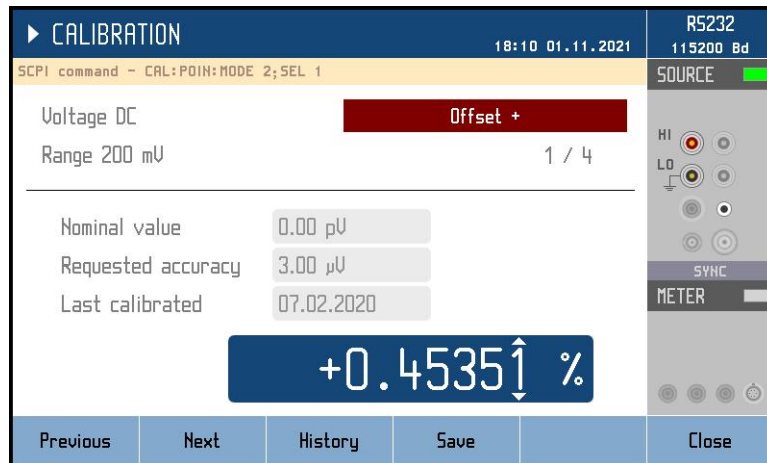 CALIBRATION
18:10 01.11.2021
RS232
115200 Bd
SCPI command - CAL:POIN:MODE 2;SEL 1
SOURCE
Voltage DC
Offset +
Range 200 mV
1 / 4
HI
LO
Nominal value
0.00 pV
Requested accuracy
3.00 μV
Last calibrated
07.02.2020
SYNC
METER
+0.45351 %
Previous
Next
History
Save
Close